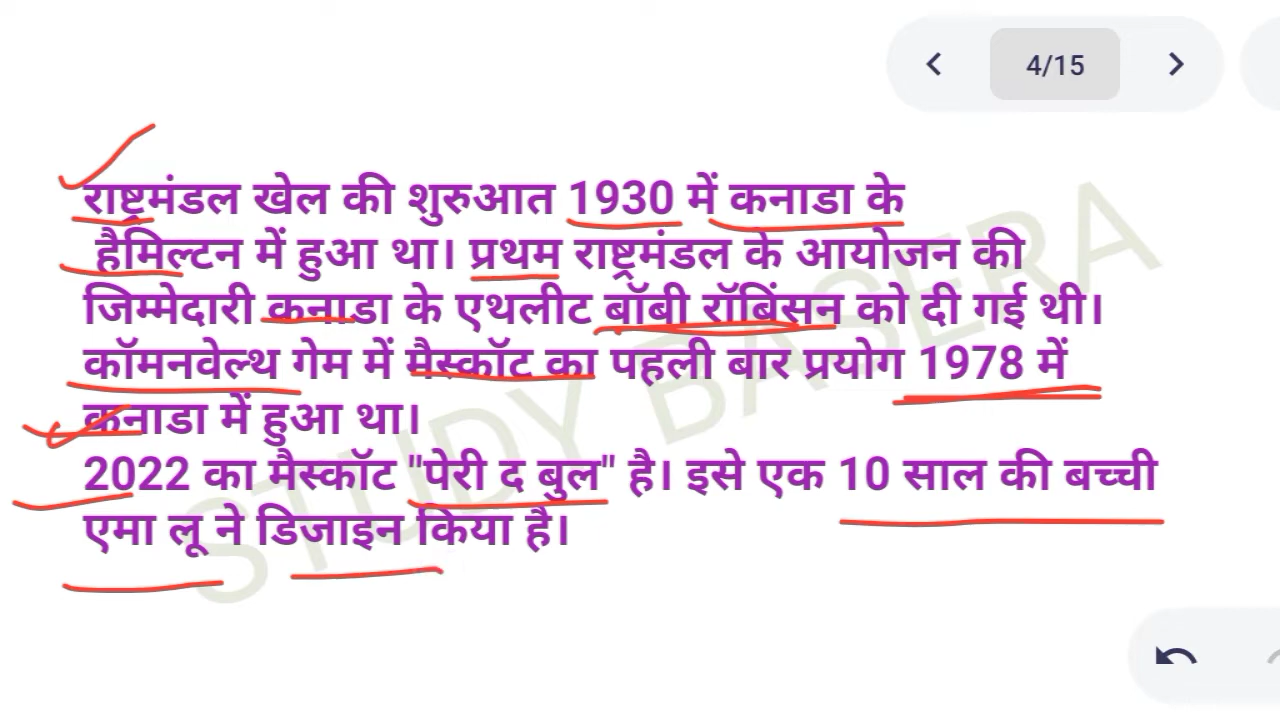 4/15
राष्ट्रमंडल खेल की शुरुआत 1930 में कनाडा के
हैमिल्टन में हुआ था। प्रथम राष्ट्रमंडल के आयोजन की
जिम्मेदारी कनाडा के एथलीट बॉबी रॉबिंसन को दी गई थी।
कॉमनवेल्थ गेम में मैस्कॉट का पहली बार प्रयोग 1978 में
कनाडा में हुआ था।
2022 का मैस्कॉट "पेरी द बुल" है। इसे एक 10 साल की बच्ची
एमा लू ने डिजाइन किया है।
STUDY BASERA